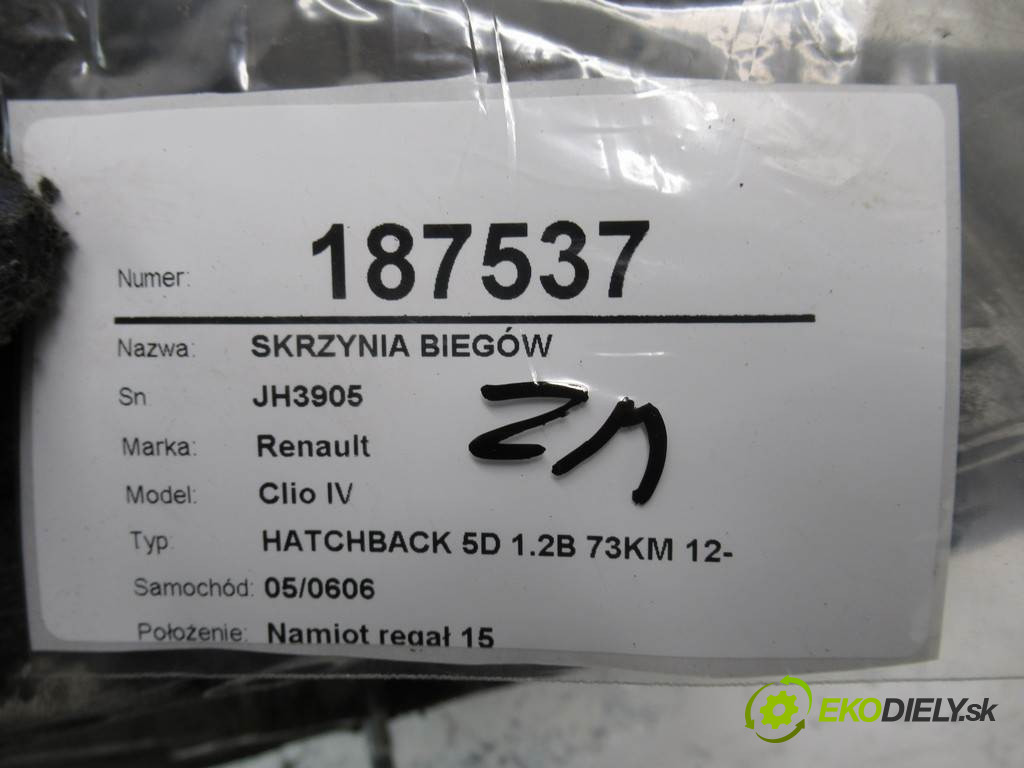 Numer: 187537
Nazwa: SKRZYNIA BIEGÓW
Sn JH3905
Marka: Renault
Model: Clio IV
Typ: HATCHBACK 5D 1.2B 73KM 12-
Samochód: 05/0606
Położenie: Namiot regał 15
EKODIELY.sk